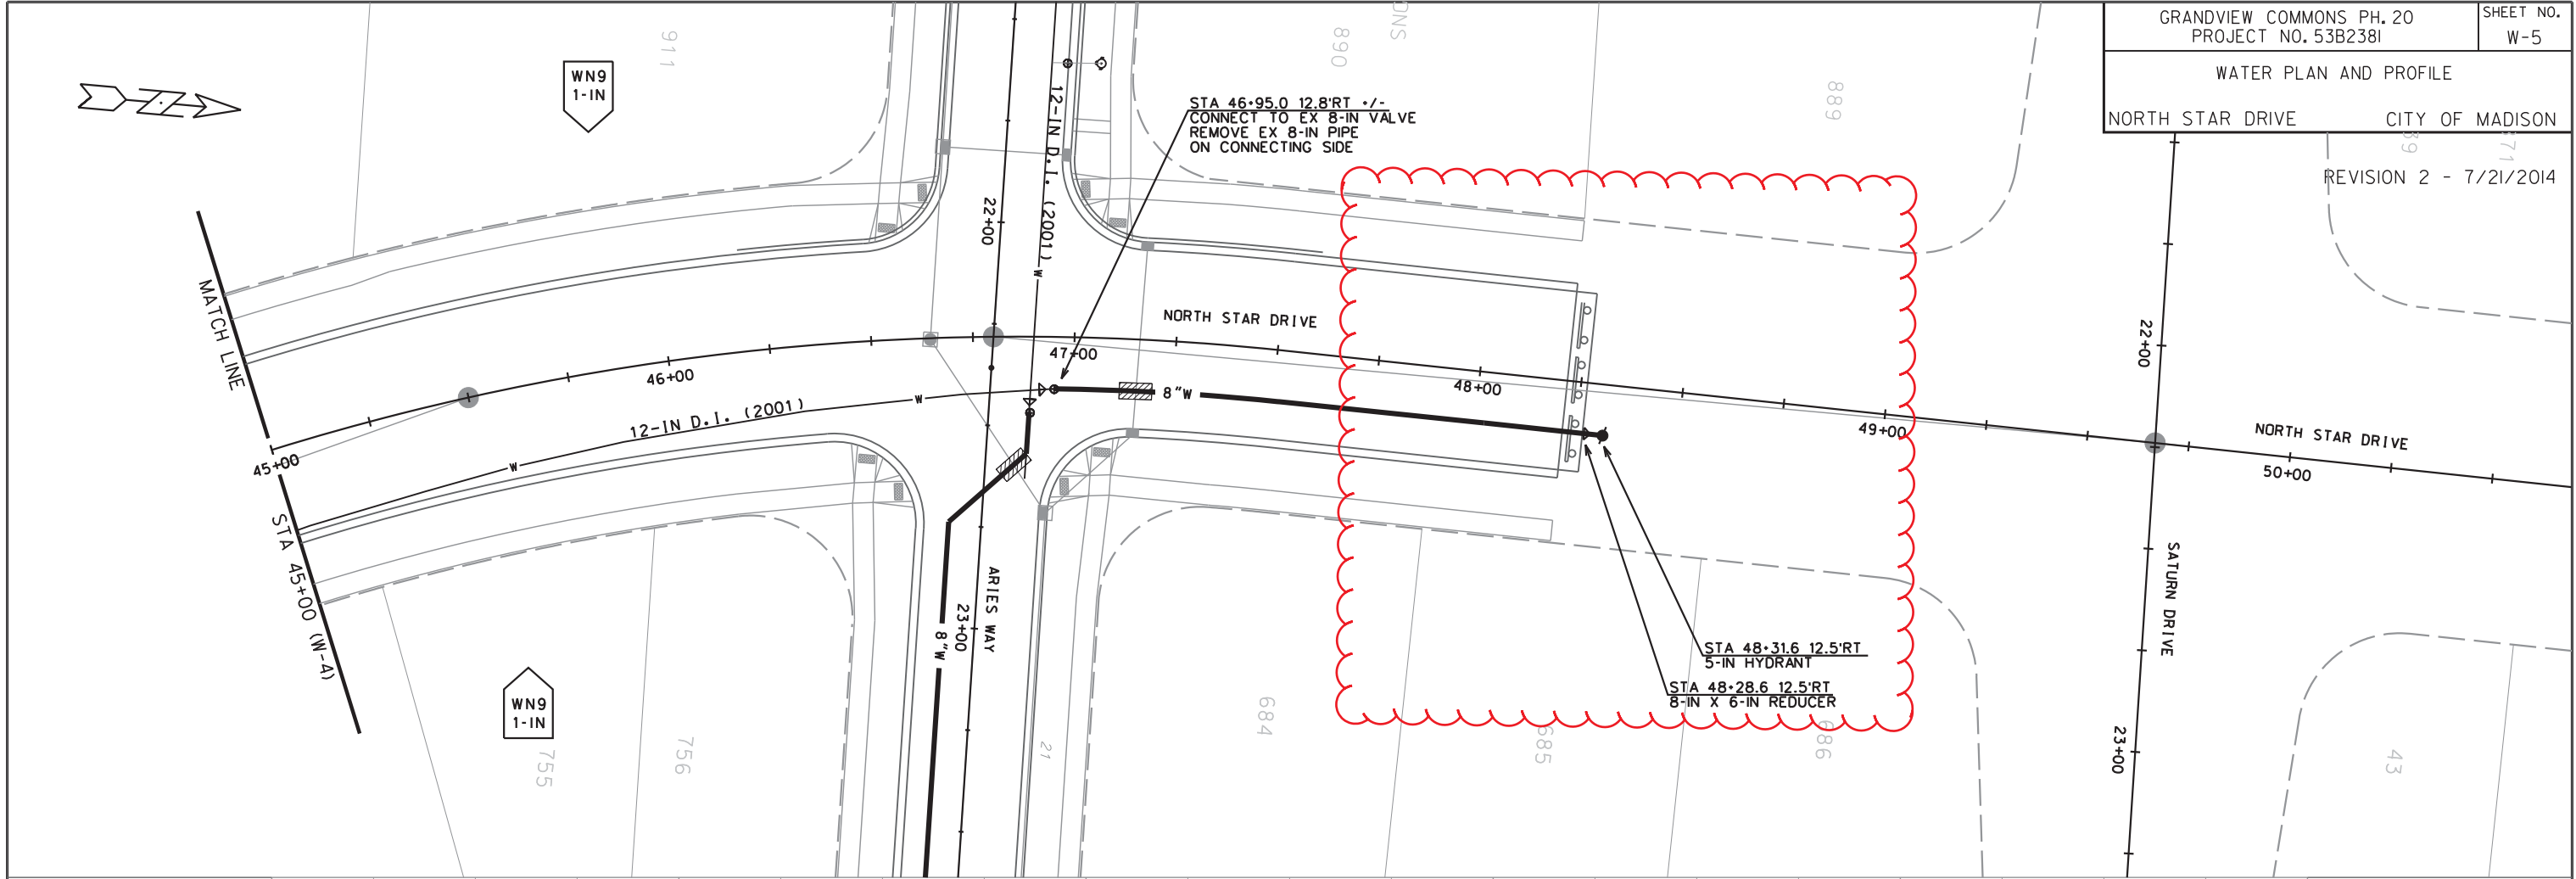 GRANDVIEW COMMONS PH. 20
PROJECT NO. 53B2381
SHEET NO.
W-5
WATER PLAN AND PROFILE
NORTH STAR DRIVE CITY OF MADISON
REVISION 2 - 7/21/2014
911
WN9
1-IN
890
889
STA 46+95.0 12.8'RT +/-
CONNECT TO EX 8-IN VALVE
REMOVE EX 8-IN PIPE
ON CONNECTING SIDE
12-IN D.I. (2001)
W
22+00
MATCH LINE
STA 45+00 (W-4)
45+00
46+00
47+00
48+00
49+00
50+00
NORTH STAR DRIVE
NORTH STAR DRIVE
12-IN D.I. (2001)
W
W
8"W
8"W
ARIES WAY
23+00
22+00
SATURN DRIVE
23+00
STA 48+31.6 12.5'RT
5-IN HYDRANT
STA 48+28.6 12.5'RT
8-IN X 6-IN REDUCER
WN9
1-IN
755
756
21
684
685
686
43